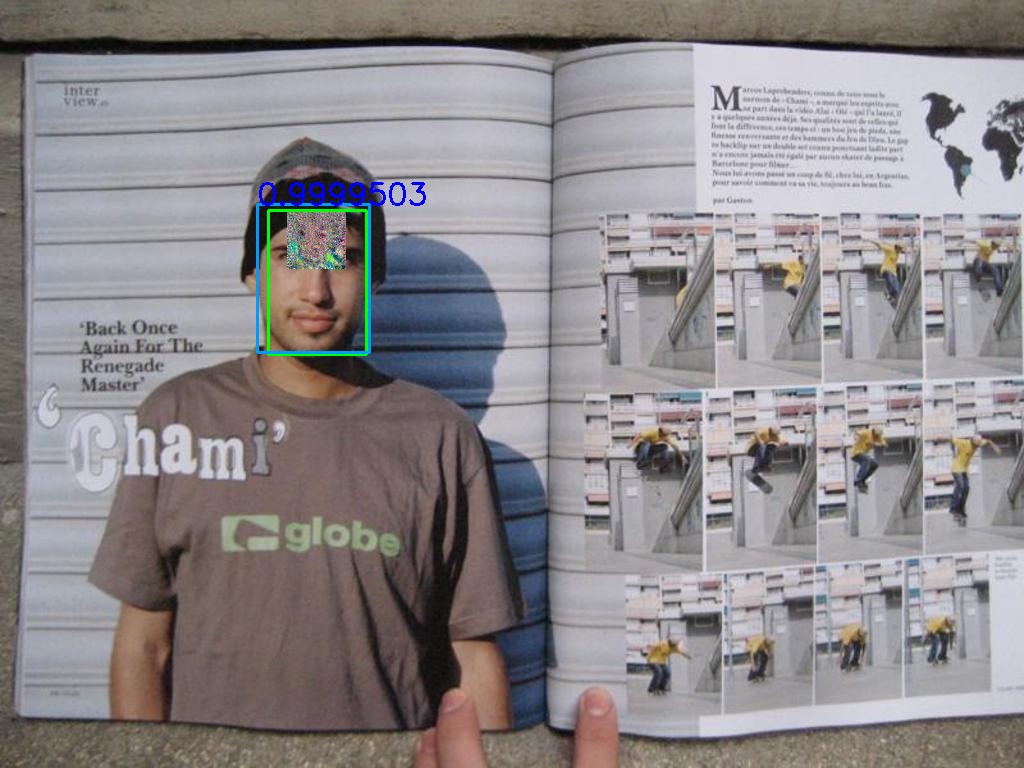 inter
view.
0.9999503
'Back Once
Again For The
Renegade
Master'
'Chami'
globe
Marcos Laprebendere, connu de tous sous le
surnom de « Chami », a marqué les esprits avec
sa part dans la vidéo Alai « Olé » qui l'a lancé, il
y a quelques années déjà. Ses qualités sont de celles qui
font la différence, ces temps-ci : un bon jeu de pieds, une
finesse renversante et des hammers du feu de Dieu. Le gap
to backlip sur un double set connu ponctuant ladite part
n'a encore jamais été égalé par aucun skater de passage à
Barcelone pour filmer...
Nous lui avons passé un coup de fil, chez lui, en Argentine,
pour savoir comment va sa vie, toujours au beau fixe.
par Gaston